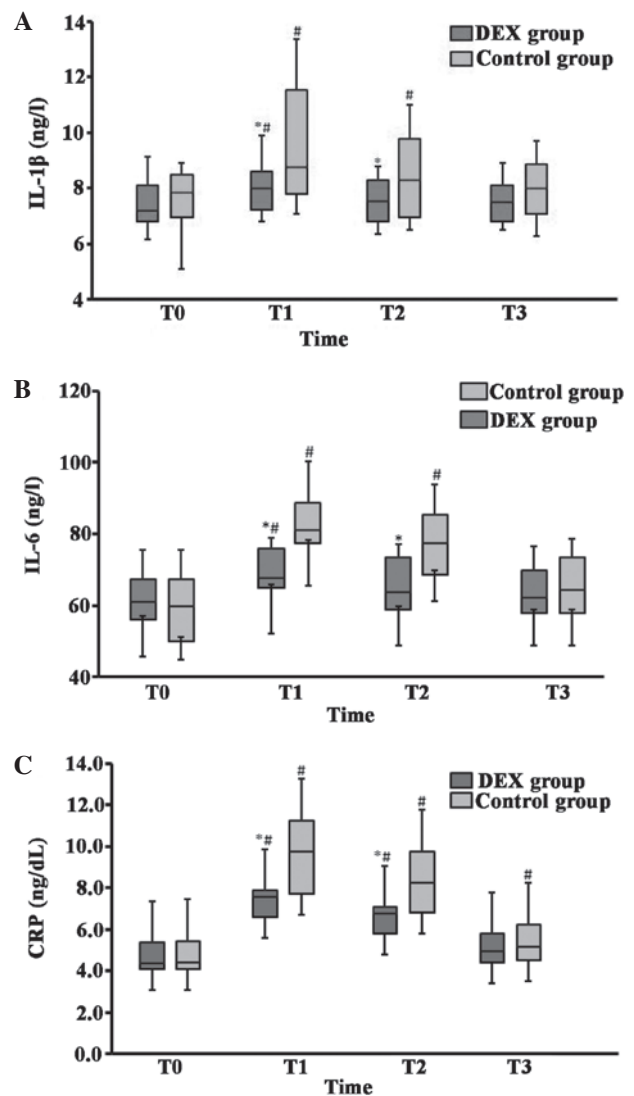 A
14
12
10
8
6
4
IL-1β (ng/l)
DEX group
Control group
#
*#
#
*
T0 T1 T2 T3
Time
B
120
100
80
60
40
IL-6 (ng/l)
Control group
DEX group
#
*#
#
*
T0 T1 T2 T3
Time
C
14.0
12.0
10.0
8.0
6.0
4.0
2.0
0.0
CRP (ng/dL)
DEX group
Control group
#
*#
#
*#
#
T0 T1 T2 T3
Time